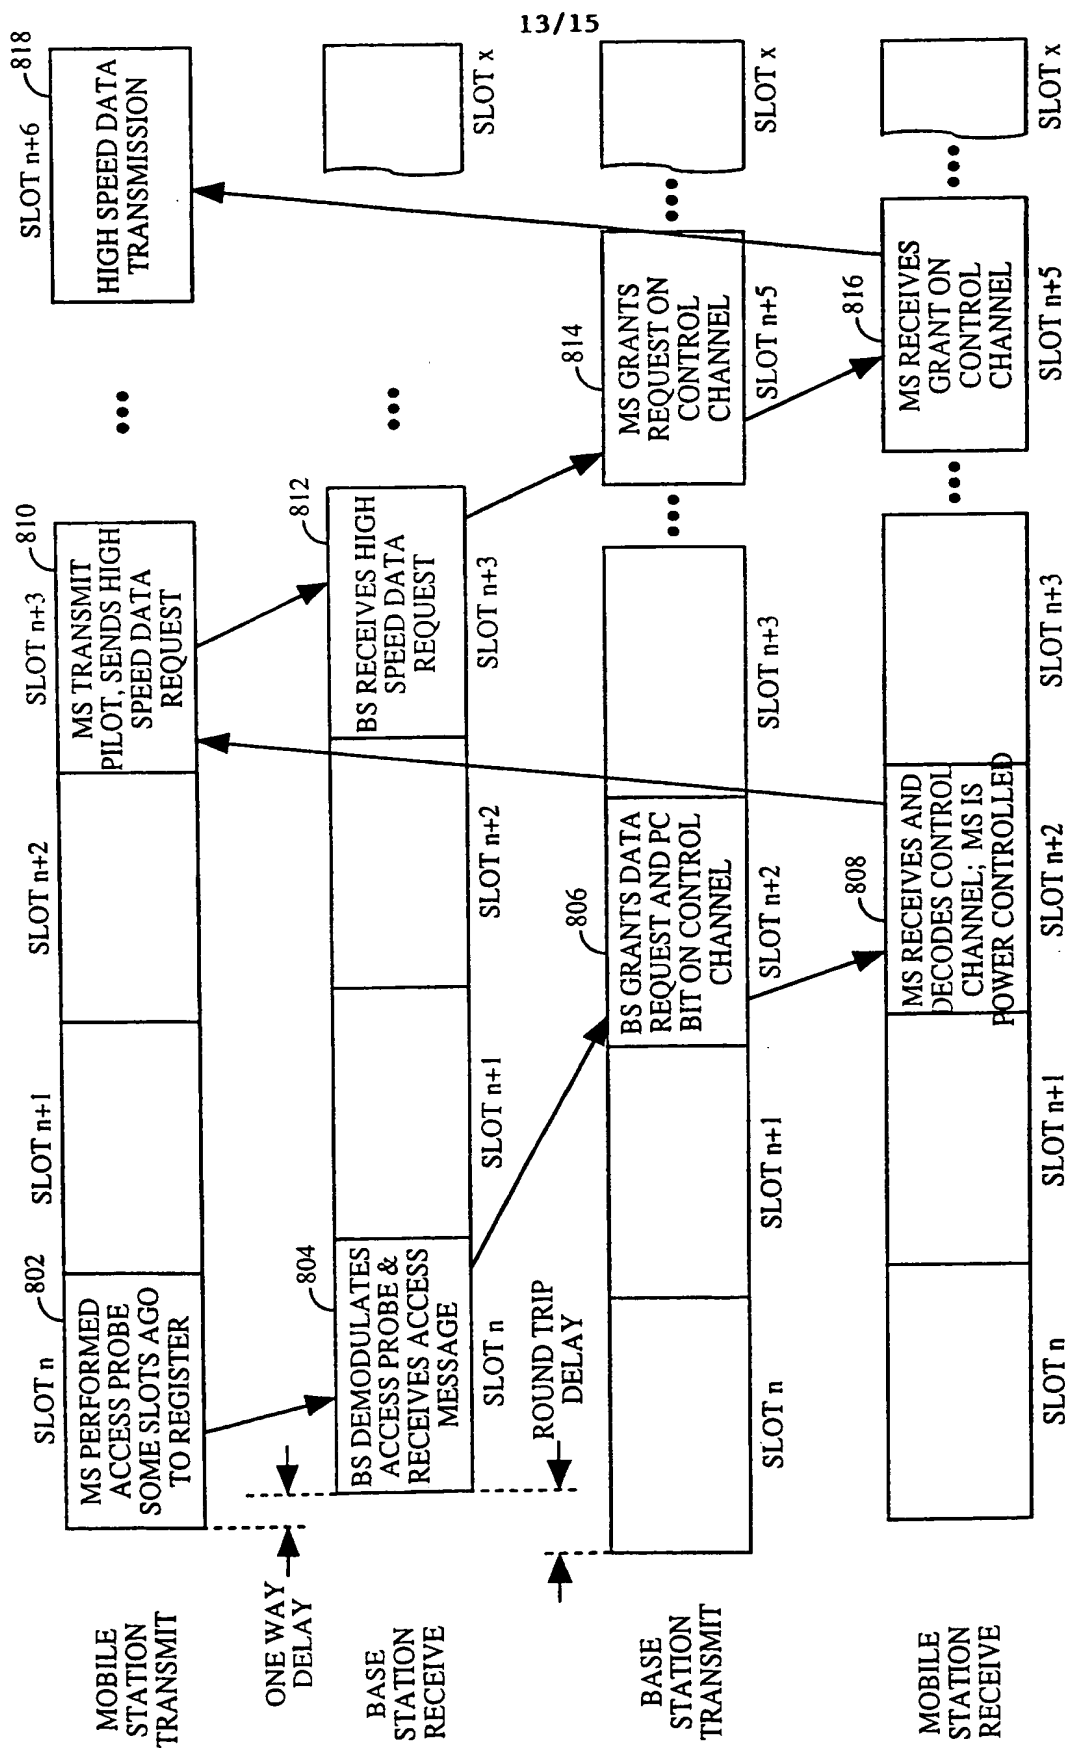 13/15
MOBILE
STATION
TRANSMIT
SLOT n
802
MS PERFORMED
ACCESS PROBE
SOME SLOTS AGO
TO REGISTER
SLOT n+1
SLOT n+2
SLOT n+3
810
MS TRANSMIT
PILOT, SENDS HIGH
SPEED DATA
REQUEST
•••
SLOT n+6
818
HIGH SPEED DATA
TRANSMISSION
ONE WAY
DELAY
BASE
STATION
RECEIVE
804
BS DEMODULATES
ACCESS PROBE &
RECEIVES ACCESS
MESSAGE
SLOT n
SLOT n+1
SLOT n+2
812
BS RECEIVES HIGH
SPEED DATA
REQUEST
SLOT n+3
•••
SLOT x
ROUND TRIP
DELAY
BASE
STATION
TRANSMIT
SLOT n
SLOT n+1
806
BS GRANTS DATA
REQUEST AND PC
BIT ON CONTROL
CHANNEL
SLOT n+2
SLOT n+3
•••
814
MS GRANTS
REQUEST ON
CONTROL
CHANNEL
SLOT n+5
•••
SLOT x
MOBILE
STATION
RECEIVE
SLOT n
SLOT n+1
808
MS RECEIVES AND
DECODES CONTROL
CHANNEL; MS IS
POWER CONTROLLED
SLOT n+2
SLOT n+3
•••
816
MS RECEIVES
GRANT ON
CONTROL
CHANNEL
SLOT n+5
•••
SLOT x